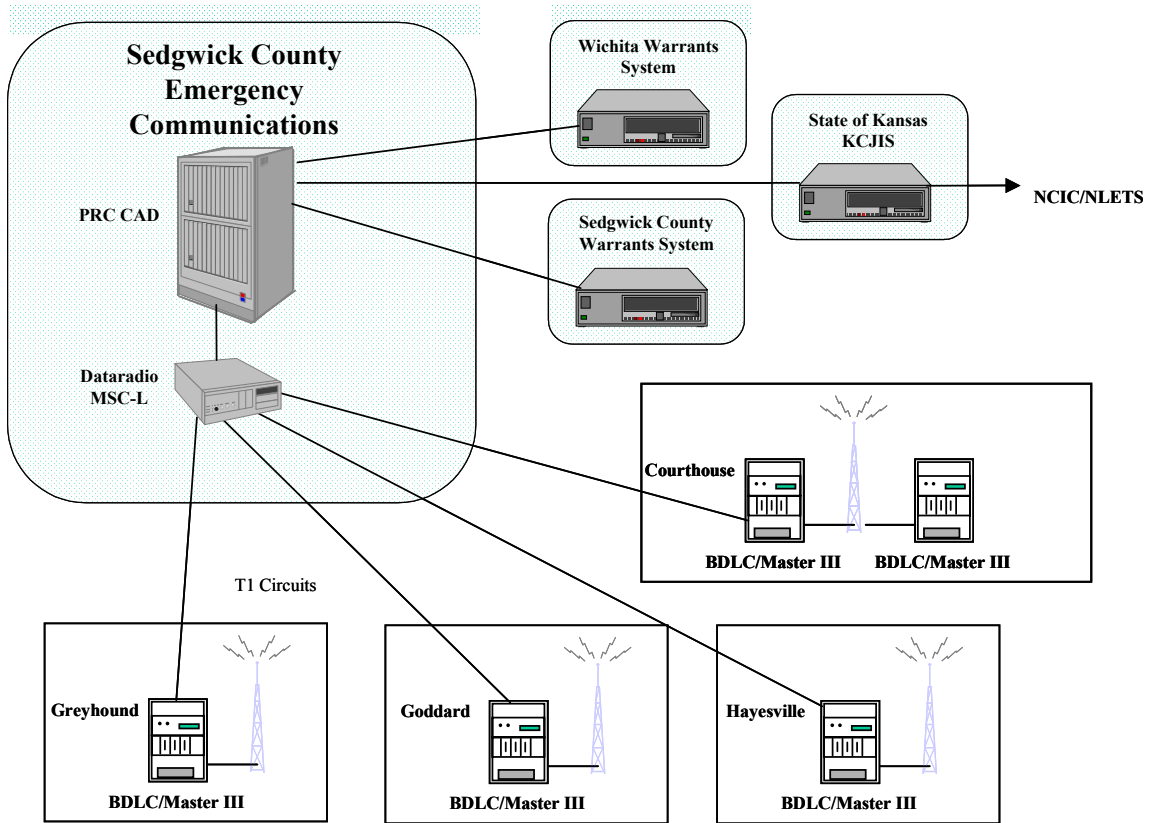 Sedgwick County
Emergency
Communications
PRC CAD
Dataradio
MSC-L
Wichita Warrants
System
State of Kansas
KCJIS
NCIC/NLETS
Sedgwick County
Warrants System
Courthouse
BDLC/Master III
BDLC/Master III
T1 Circuits
Greyhound
BDLC/Master III
Goddard
BDLC/Master III
Hayesville
BDLC/Master III